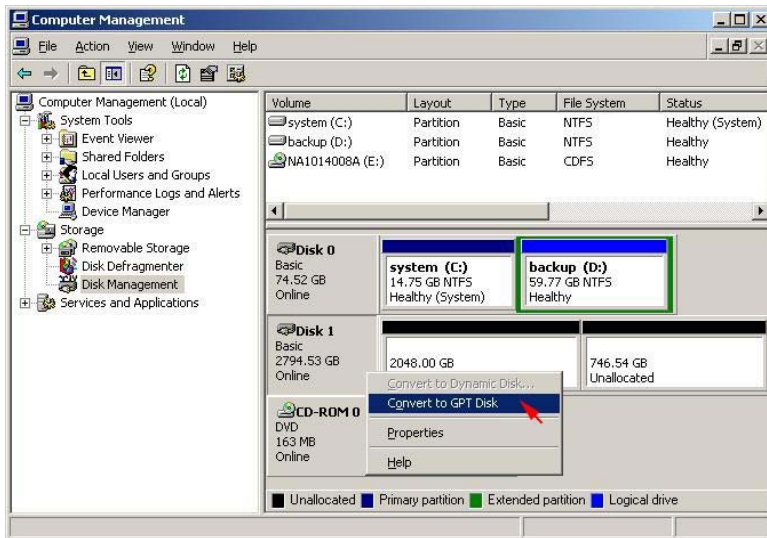 Computer Management
File Action View Window Help
Computer Management (Local)
System Tools
Event Viewer
Shared Folders
Local Users and Groups
Performance Logs and Alerts
Device Manager
Storage
Removable Storage
Disk Defragmenter
Disk Management
Services and Applications
Volume Layout Type File System Status
system (C:) Partition Basic NTFS Healthy (System)
backup (D:) Partition Basic NTFS Healthy
NA1014008A (E:) Partition Basic CDFS Healthy
Disk 0
Basic
74.52 GB
Online
system (C:)
14.75 GB NTFS
Healthy (System)
backup (D:)
59.77 GB NTFS
Healthy
Disk 1
Basic
2794.53 GB
Online
2048.00 GB
746.54 GB
Unallocated
Convert to Dynamic Disk...
Convert to GPT Disk
Properties
Help
CD-ROM 0
DVD
163 MB
Online
Unallocated Primary partition Extended partition Logical drive